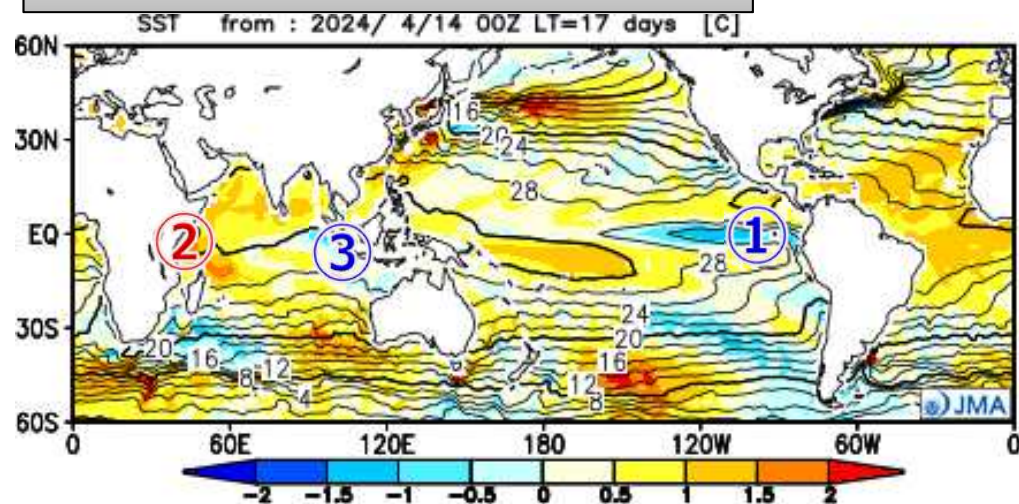 SST from : 2024/ 4/14 00Z LT=17 days [C]
60N
30N
EQ
30S
60S
16
20
24
28
② ③ ①
28
24
20
16
12
8
20
16
12
8
4
JMA
0 60E 120E 180 120W 60W 0
-2 -1.5 -1 -0.5 0 0.5 1 1.5 2